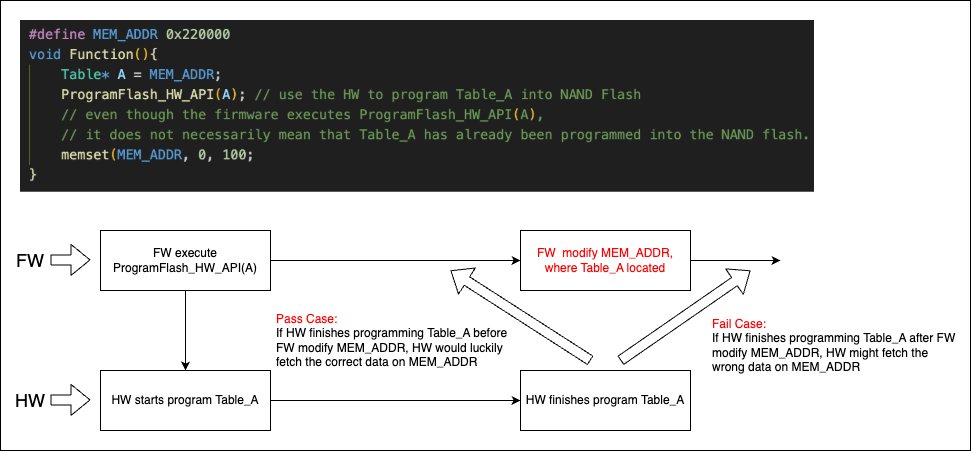 #define MEM_ADDR 0x220000
void Function(){
Table* A = MEM_ADDR;
ProgramFlash_HW_API(A); // use the HW to program Table_A into NAND Flash
// even though the firmware executes ProgramFlash_HW_API(A),
// it does not necessarily mean that Table_A has already been programmed into the NAND flash.
memset(MEM_ADDR, 0, 100;
}
FW
FW execute
ProgramFlash_HW_API(A)
FW modify MEM_ADDR,
where Table_A located
Pass Case:
If HW finishes programming Table_A before
FW modify MEM_ADDR, HW would luckily
fetch the correct data on MEM_ADDR
Fail Case:
If HW finishes programming Table_A after FW
modify MEM_ADDR, HW might fetch the
wrong data on MEM_ADDR
HW
HW starts program Table_A
HW finishes program Table_A